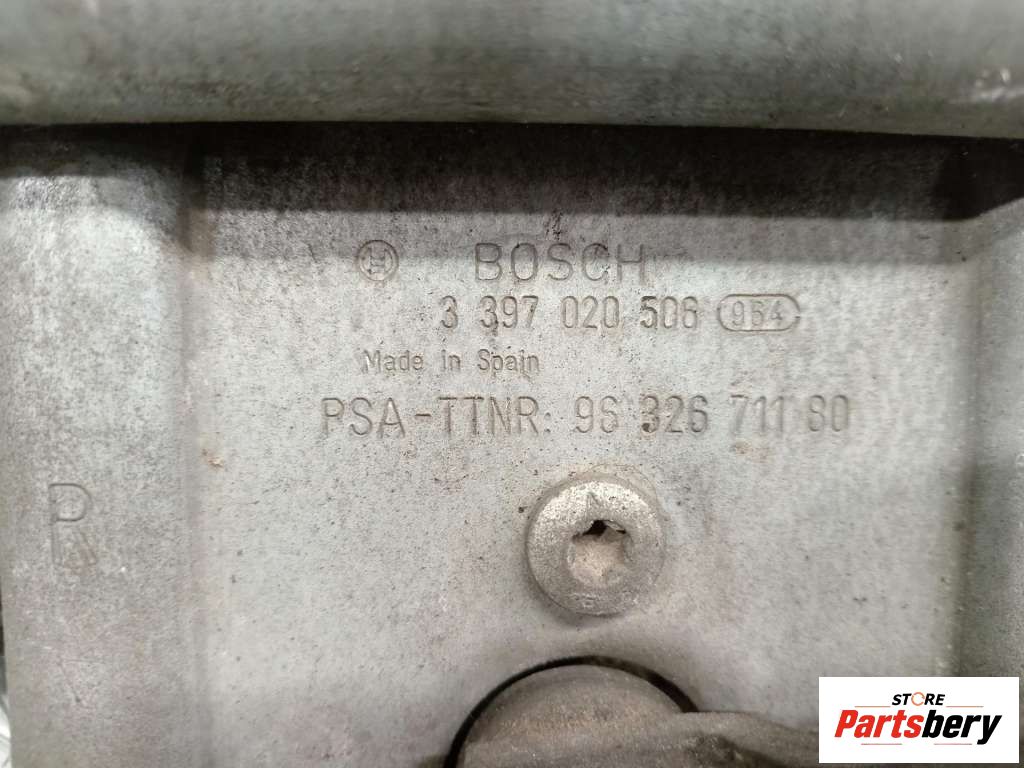 BOSCH
3 397 020 506 964
Made in Spain
PSA-TTNR: 96 326 711 80
R
STORE
Partsbery